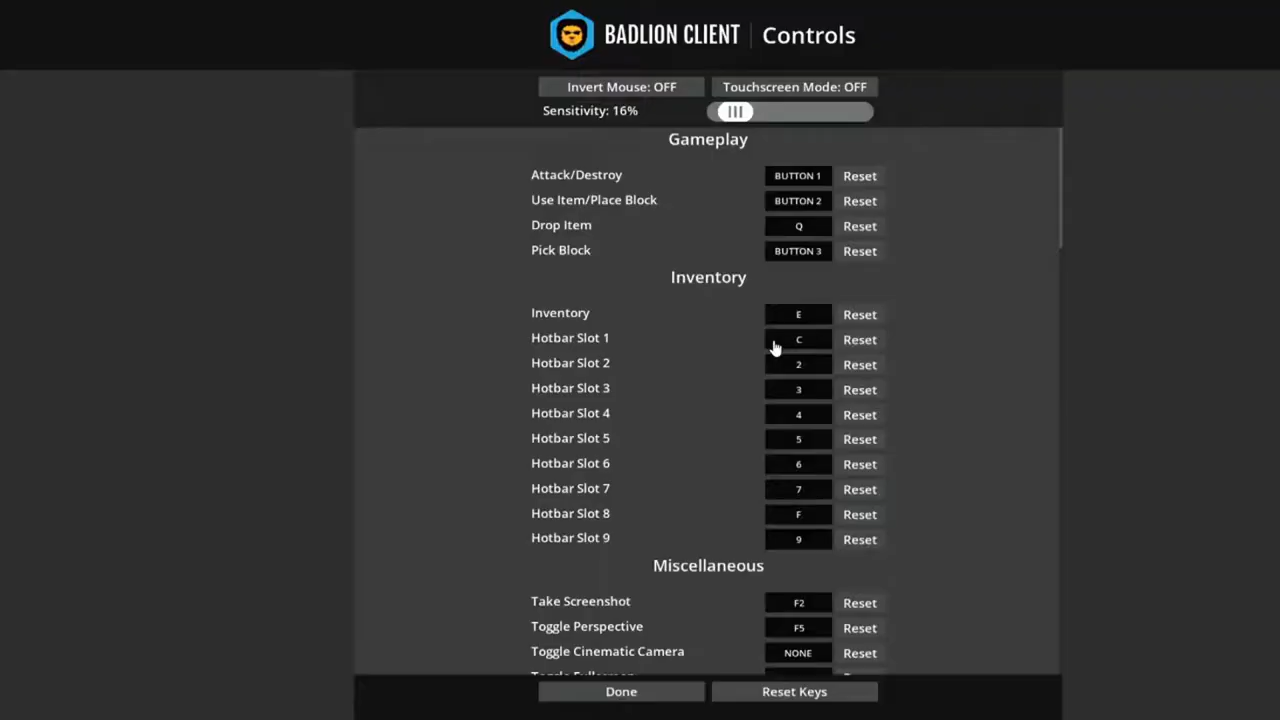 BADLION CLIENT | Controls
Invert Mouse: OFF Touchscreen Mode: OFF
Sensitivity: 16%
Gameplay
Attack/Destroy BUTTON 1 Reset
Use Item/Place Block BUTTON 2 Reset
Drop Item Q Reset
Pick Block BUTTON 3 Reset
Inventory
Inventory E Reset
Hotbar Slot 1 C Reset
Hotbar Slot 2 2 Reset
Hotbar Slot 3 3 Reset
Hotbar Slot 4 4 Reset
Hotbar Slot 5 5 Reset
Hotbar Slot 6 6 Reset
Hotbar Slot 7 7 Reset
Hotbar Slot 8 F Reset
Hotbar Slot 9 9 Reset
Miscellaneous
Take Screenshot F2 Reset
Toggle Perspective F5 Reset
Toggle Cinematic Camera NONE Reset
Done Reset Keys